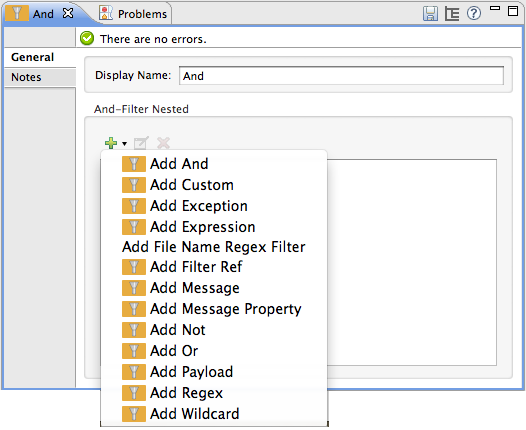 And Problems
There are no errors.
General
Notes
Display Name: And
And-Filter Nested
Add And
Add Custom
Add Exception
Add Expression
Add File Name Regex Filter
Add Filter Ref
Add Message
Add Message Property
Add Not
Add Or
Add Payload
Add Regex
Add Wildcard